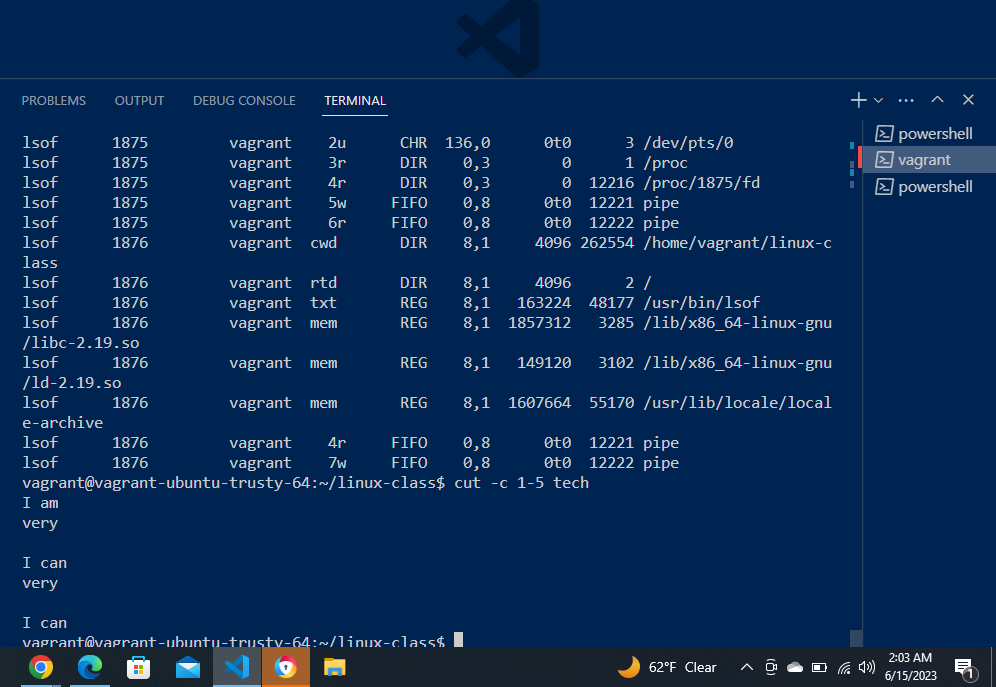 PROBLEMS OUTPUT DEBUG CONSOLE TERMINAL
powershell
vagrant
powershell
lsof 1875 vagrant 2u CHR 136,0 0t0 3 /dev/pts/0
lsof 1875 vagrant 3r DIR 0,3 0 1 /proc
lsof 1875 vagrant 4r DIR 0,3 0 12216 /proc/1875/fd
lsof 1875 vagrant 5w FIFO 0,8 0t0 12221 pipe
lsof 1875 vagrant 6r FIFO 0,8 0t0 12222 pipe
lsof 1876 vagrant cwd DIR 8,1 4096 262554 /home/vagrant/linux-c
lass
lsof 1876 vagrant rtd DIR 8,1 4096 2 /
lsof 1876 vagrant txt REG 8,1 163224 48177 /usr/bin/lsof
lsof 1876 vagrant mem REG 8,1 1857312 3285 /lib/x86_64-linux-gnu
/libc-2.19.so
lsof 1876 vagrant mem REG 8,1 149120 3102 /lib/x86_64-linux-gnu
/ld-2.19.so
lsof 1876 vagrant mem REG 8,1 1607664 55170 /usr/lib/locale/local
e-archive
lsof 1876 vagrant 4r FIFO 0,8 0t0 12221 pipe
lsof 1876 vagrant 7w FIFO 0,8 0t0 12222 pipe
vagrant@vagrant-ubuntu-trusty-64:~/linux-class$ cut -c 1-5 tech
I am
very
I can
very
I can
vagrant@vagrant-ubuntu-trusty-64:~/linux-class$
62°F Clear
2:03 AM
6/15/2023
1